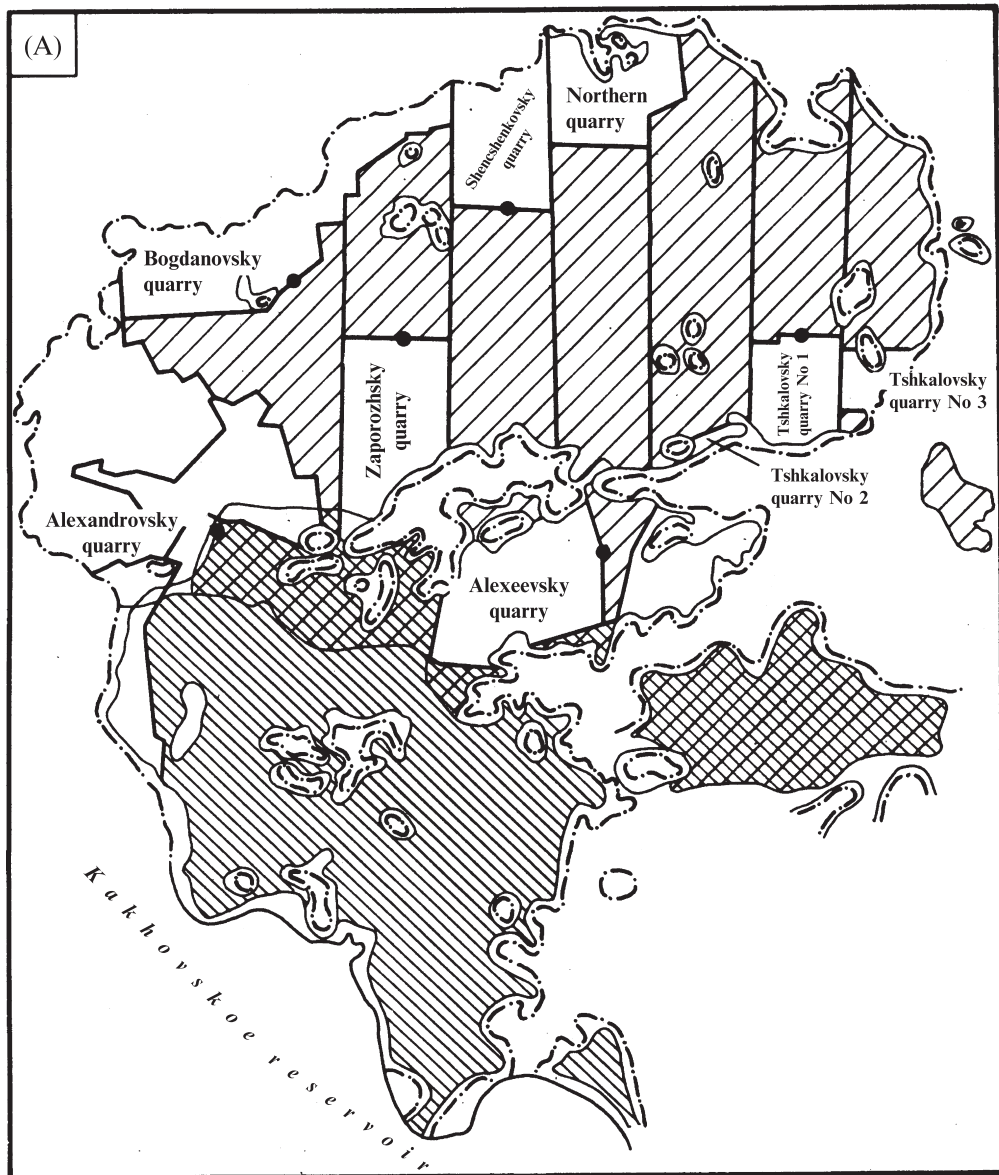 (A)
Northern
quarry
Shencshenkovsky
quarry
Bogdanovsky
quarry
Zaporozhsky
quarry
Tshkalovsky
quarry No 1
Tshkalovsky
quarry No 3
Tshkalovsky
quarry No 2
Alexandrovsky
quarry
Alexeevsky
quarry
Kakhovskoe reservoir